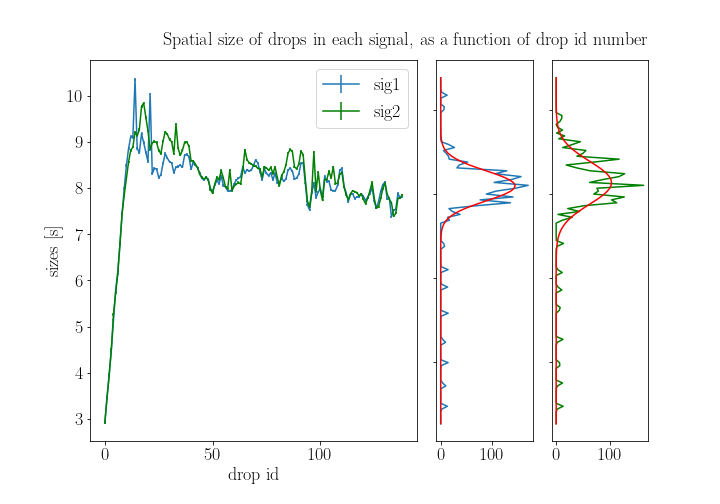 Spatial size of drops in each signal, as a function of drop id number
sizes [s]
10
9
8
7
6
5
4
3
sig1
sig2
0 50 100
0 100
0 100
drop id